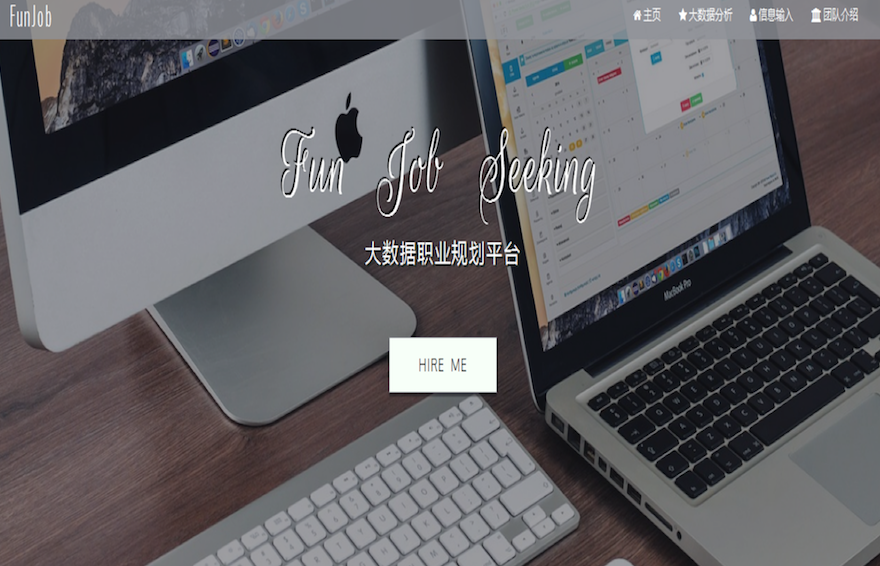 FunJob
主页 大数据分析 信息输入 团队介绍
Fun Job Seeking
大数据职业规划平台
HIRE ME
MacBook Pro